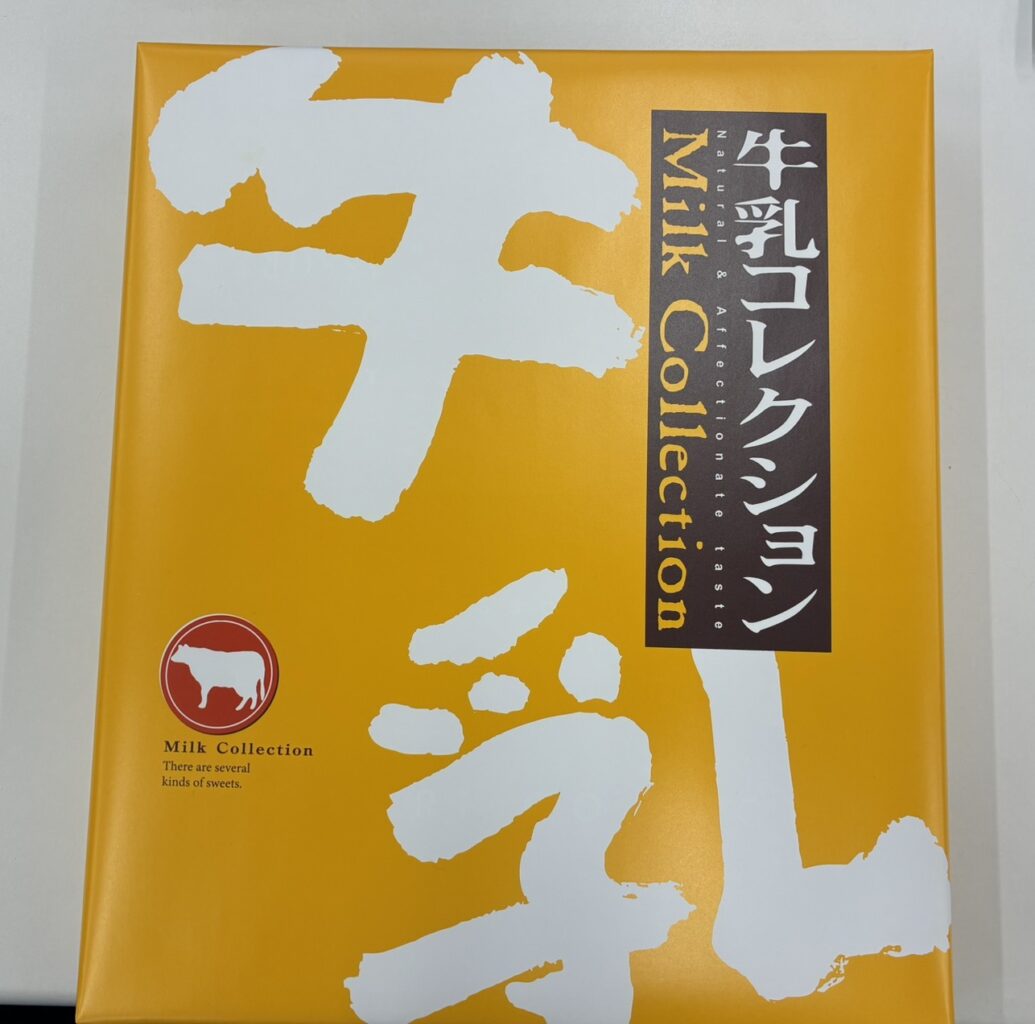 牛乳
牛乳コレクション
Natural & Affectionate taste
Milk Collection
Milk Collection
There are several
kinds of sweets.